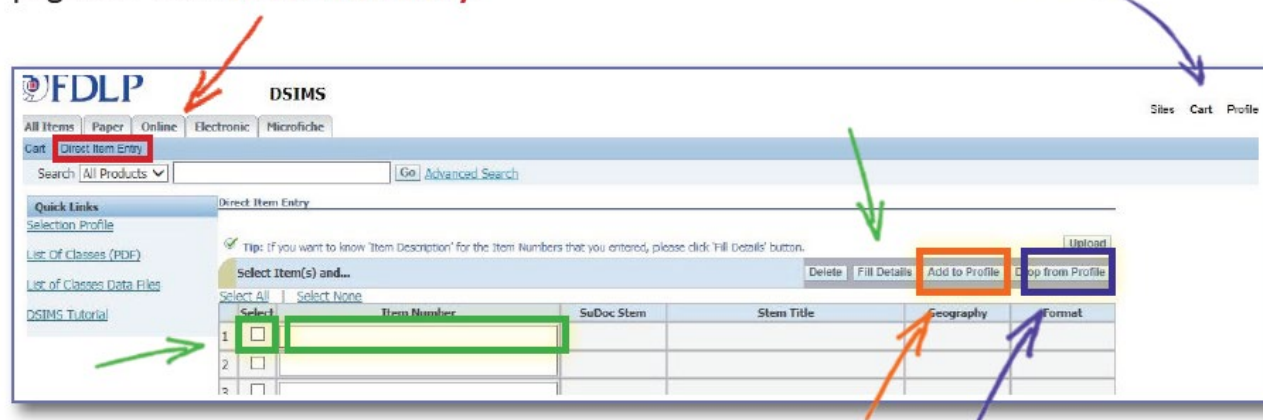 FDLP DSIMS
Sites Cart Profile
All Items Paper Online Electronic Microfiche
Cart Direct Item Entry
Search All Products Go Advanced Search
Quick Links
Direct Item Entry
Selection Profile
Tip: If you want to know 'Item Description' for the Item Numbers that you entered, please click 'Fill Details' button.
Upload
List Of Classes (PDF)
Select Item(s) and... Delete Fill Details Add to Profile Drop from Profile
List of Classes Data Files
Select All | Select None
DSIMS Tutorial
Select Item Number SuDoc Stem Stem Title Geography Format
1
2
3